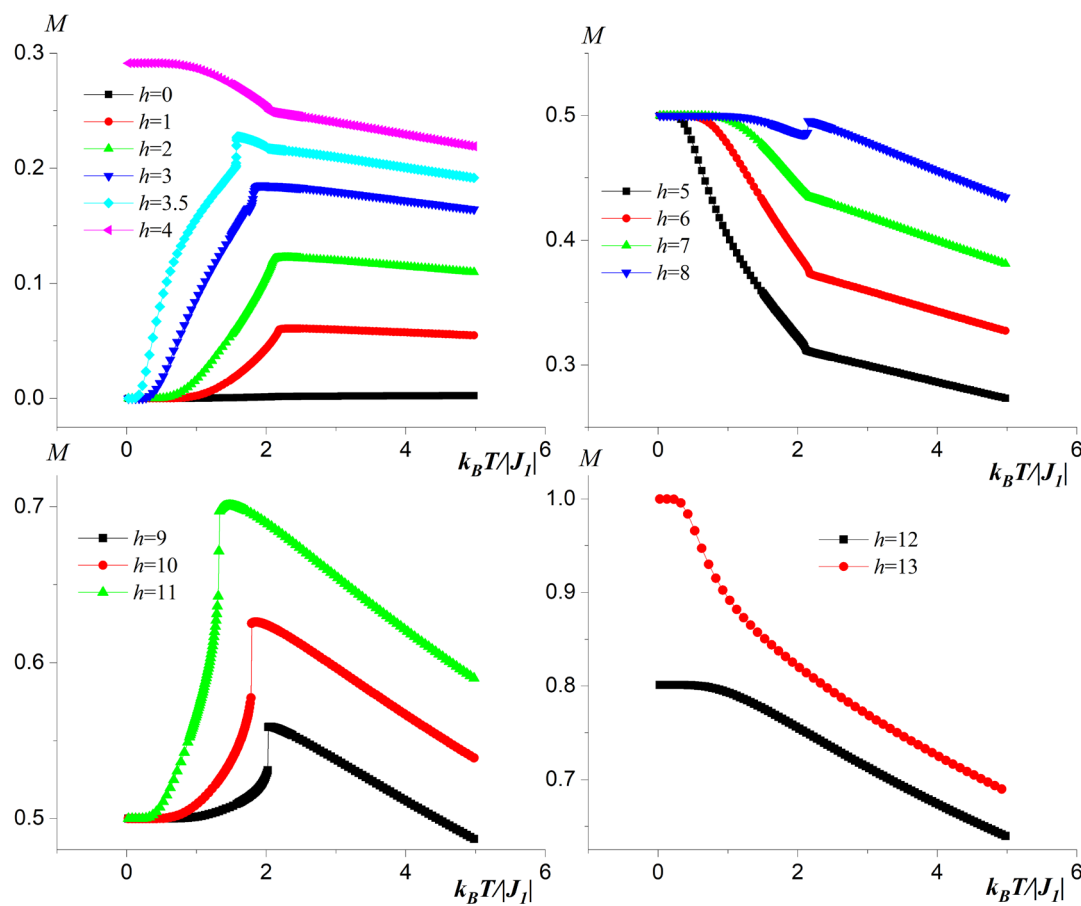 M
0.3
0.2
0.1
0.0
h=0
h=1
h=2
h=3
h=3.5
h=4
0 2 4 6
k_BT/|J_1|
M
0.5
0.4
0.3
h=5
h=6
h=7
h=8
0 2 4 6
k_BT/|J_1|
M
0.7
0.6
0.5
h=9
h=10
h=11
0 2 4 6
k_BT/|J_1|
M
1.0
0.9
0.8
0.7
h=12
h=13
0 2 4 6
k_BT/|J_1|